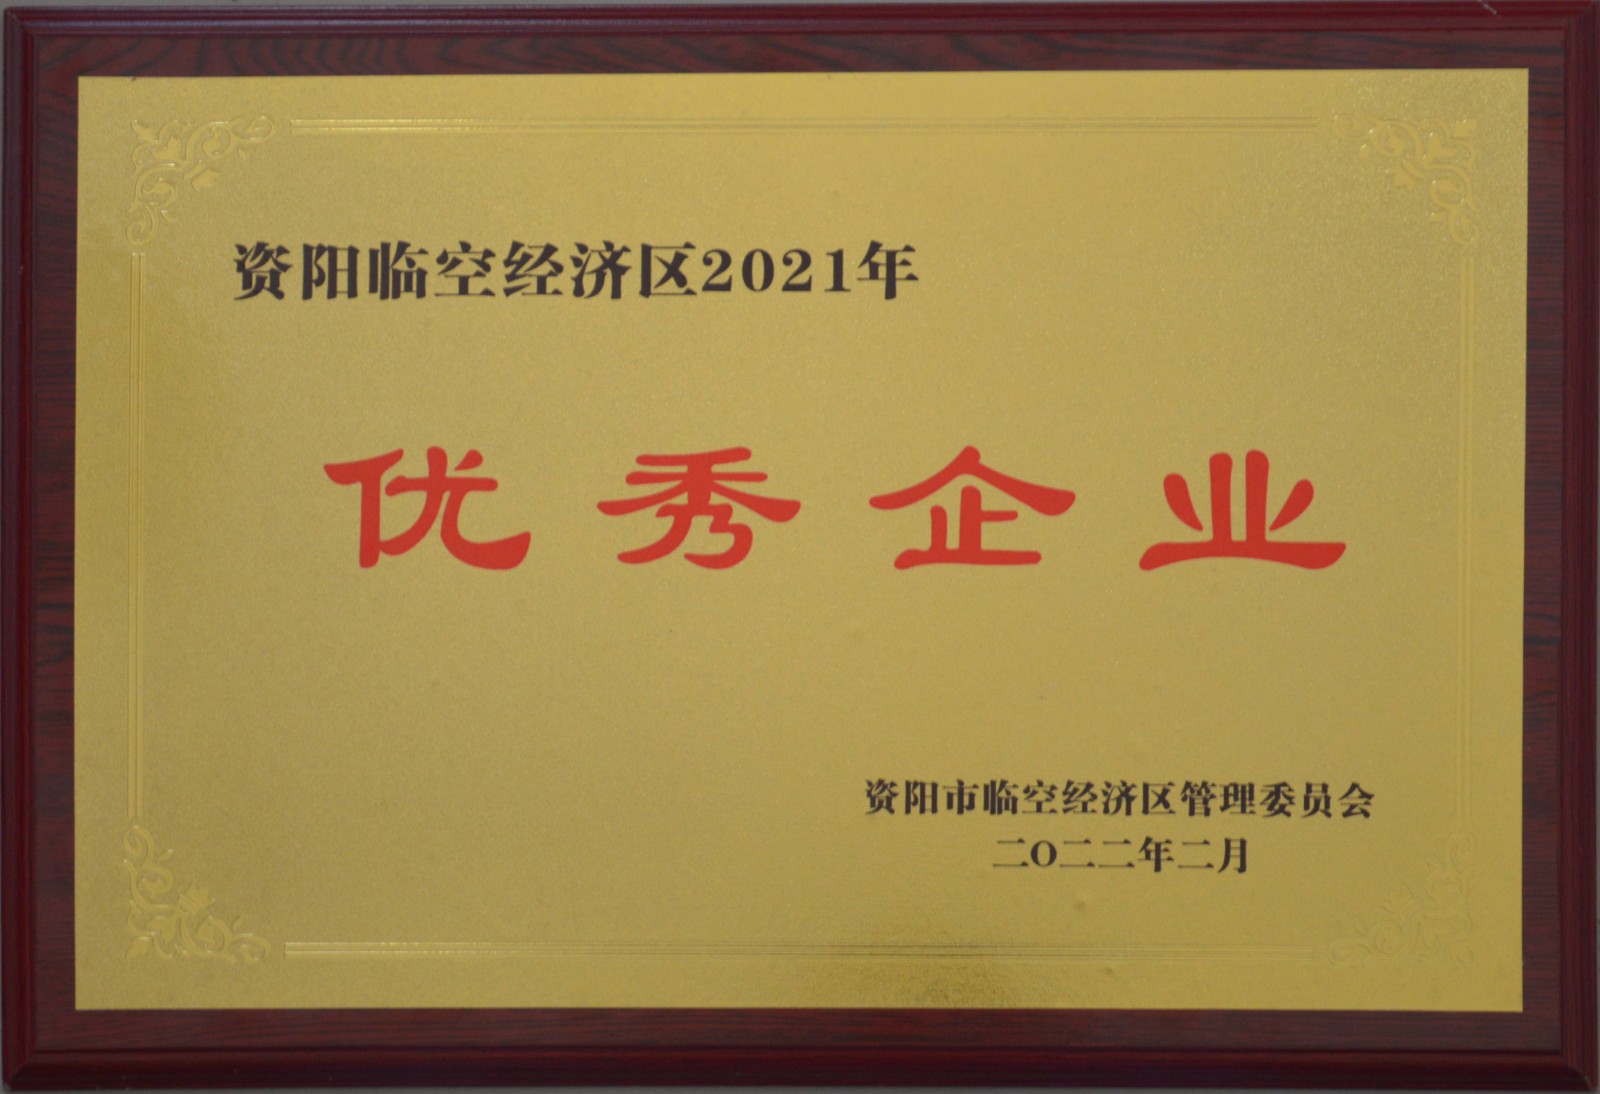 资阳临空经济区2021年
优秀企业
资阳市临空经济区管理委员会
二〇二二年二月